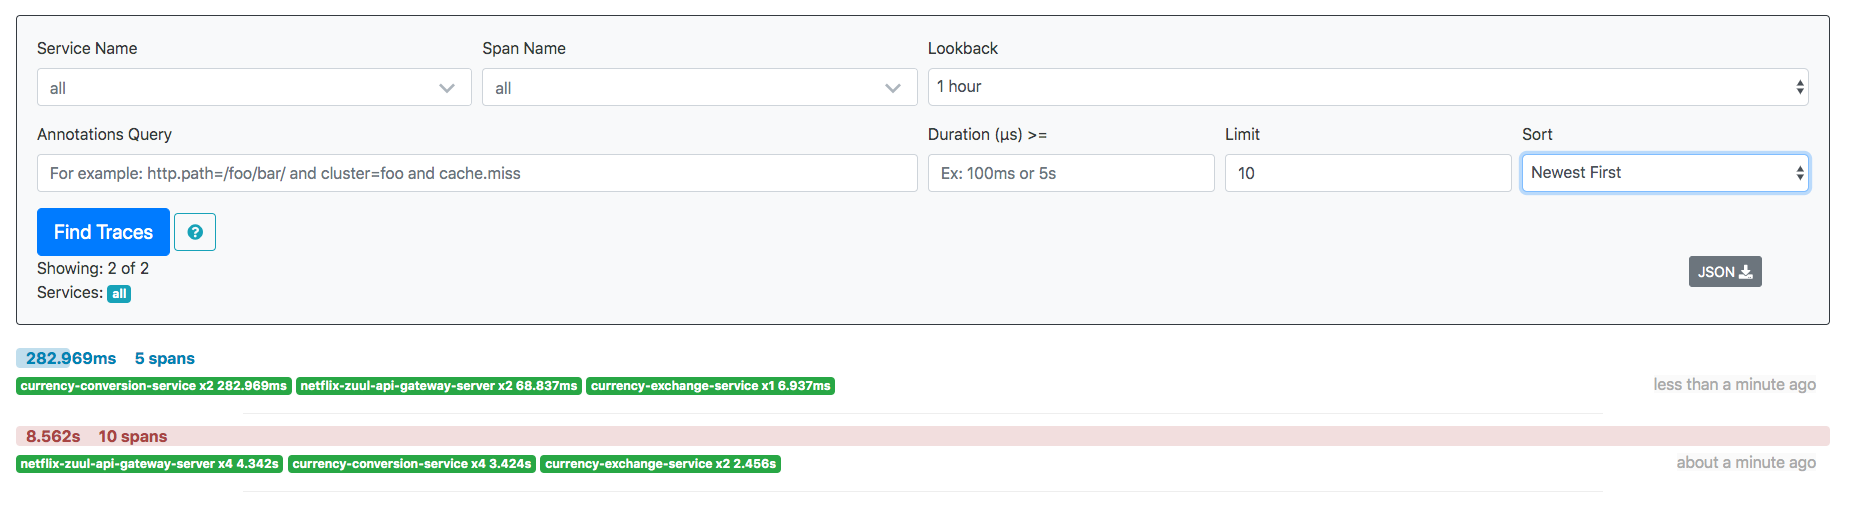 Service Name Span Name Lookback
all all 1 hour
Annotations Query Duration (μs) >= Limit Sort
For example: http.path=/foo/bar/ and cluster=foo and cache.miss Ex: 100ms or 5s 10 Newest First
Find Traces ?
Showing: 2 of 2
JSON
Services: all
282.969ms 5 spans
currency-conversion-service x2 282.969ms netflix-zuul-api-gateway-server x2 68.837ms currency-exchange-service x1 6.937ms less than a minute ago
8.562s 10 spans
netflix-zuul-api-gateway-server x4 4.342s currency-conversion-service x4 3.424s currency-exchange-service x2 2.456s about a minute ago